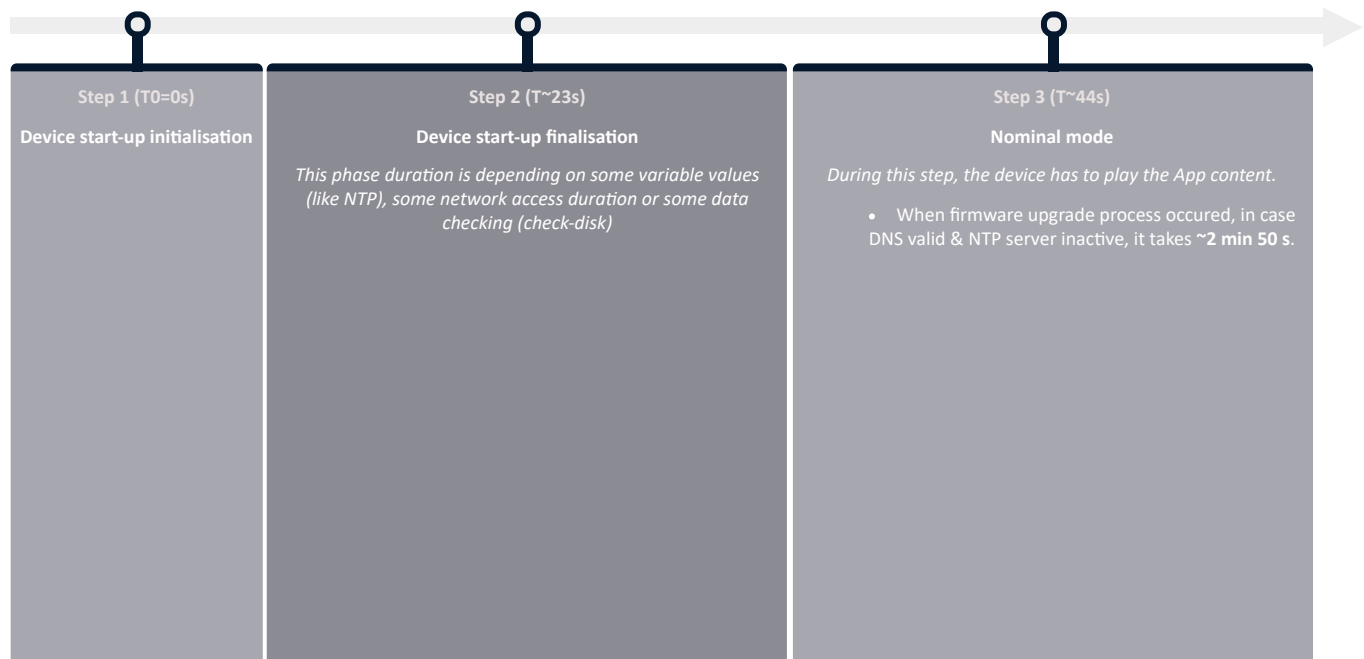 Step 1 (T0=0s)
Device start-up initialisation
Step 2 (T~23s)
Device start-up finalisation
This phase duration is depending on some variable values
(like NTP), some network access duration or some data
checking (check-disk)
Step 3 (T~44s)
Nominal mode
During this step, the device has to play the App content.
• When firmware upgrade process occured, in case
DNS valid & NTP server inactive, it takes ~2 min 50 s.